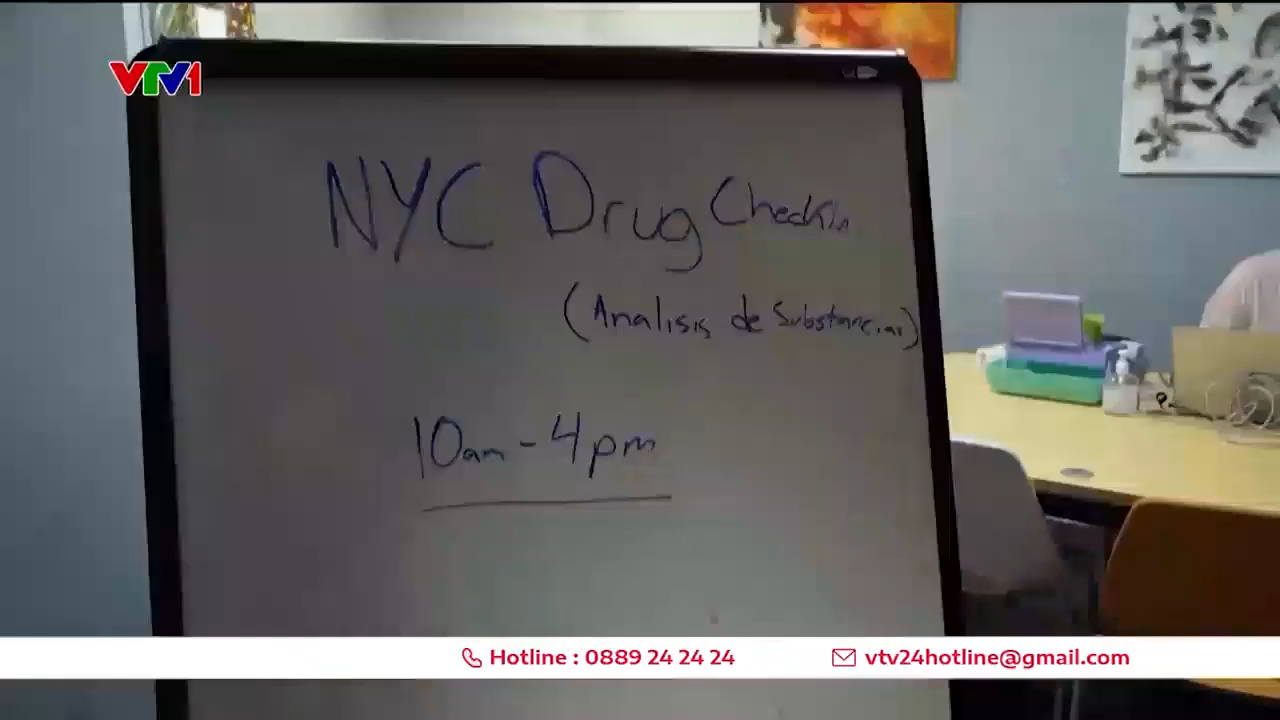 VTV1
NYC Drug Checkin
(Analisis de Substancias)
10am - 4pm
Hotline : 0889 24 24 24
vtv24hotline@gmail.com